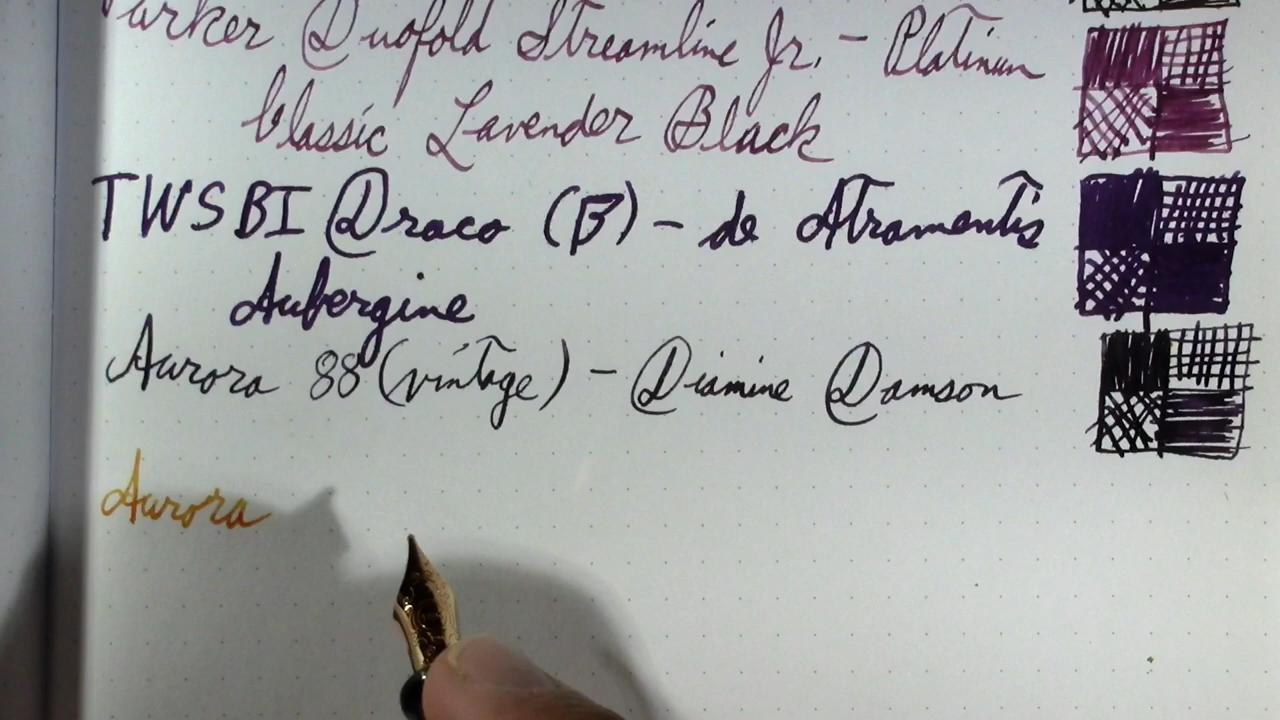 Parker Duofold Streamline Jr. - Platinum
Classic Lavender Black
TWSBI Draco (B) - de Atramentis
Aubergine
Aurora 88 (vintage) - Diamine Damson
Aurora